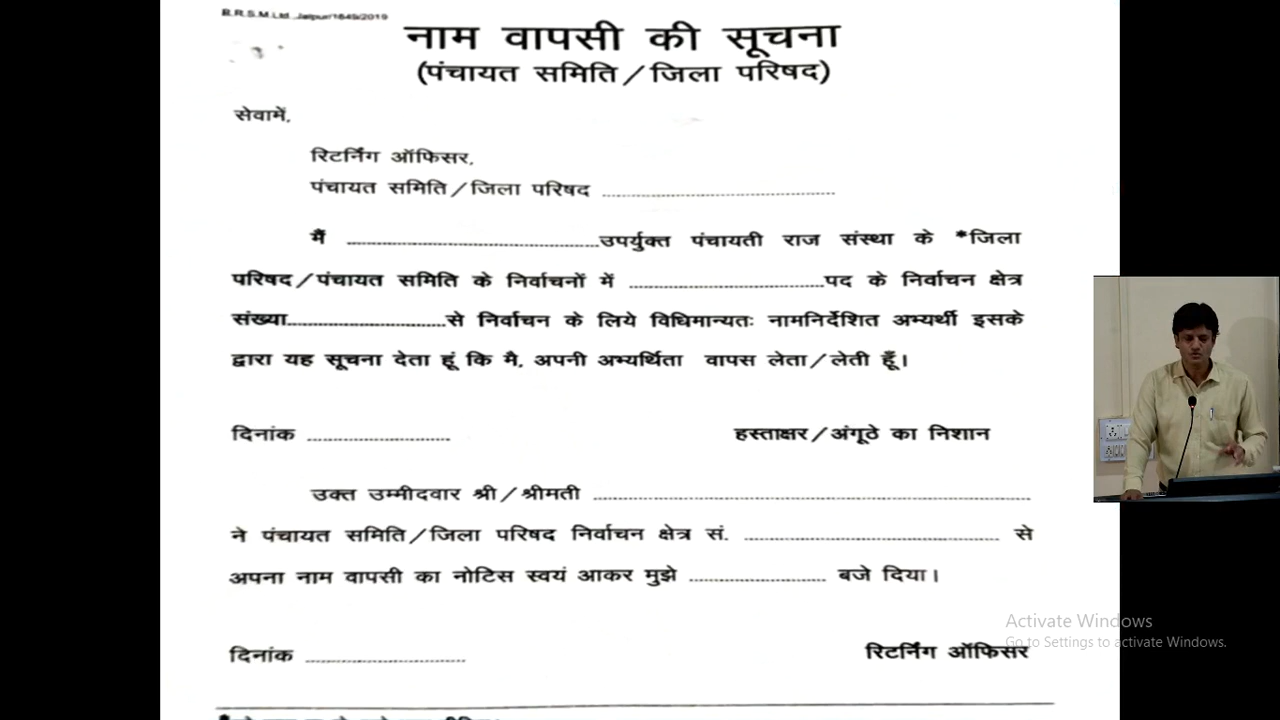 B.R.S.M.Ltd.,Jaipur/1849/2019
नाम वापसी की सूचना
(पंचायत समिति/जिला परिषद)
सेवामें,
रिटर्निंग ऑफिसर,
पंचायत समिति/जिला परिषद ............................................
मैं ................................................उपर्युक्त पंचायती राज संस्था के *जिला
परिषद/पंचायत समिति के निर्वाचनों में .....................................पद के निर्वाचन क्षेत्र
संख्या..............................से निर्वाचन के लिये विधिमान्यतः नामनिर्देशित अभ्यर्थी इसके
द्वारा यह सूचना देता हूं कि मै, अपनी अभ्यर्थिता वापस लेता/लेती हूँ।
दिनांक ...........................
हस्ताक्षर/अंगूठे का निशान
उक्त उम्मीदवार श्री/श्रीमती ....................................................................................
ने पंचायत समिति/जिला परिषद निर्वाचन क्षेत्र सं. ................................................. से
अपना नाम वापसी का नोटिस स्वयं आकर मुझे .......................... बजे दिया।
दिनांक ...............................
रिटर्निंग ऑफिसर
Activate Windows
Go to Settings to activate Windows.